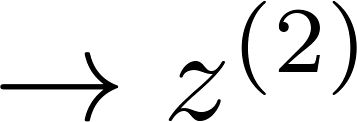 → z⁽²⁾